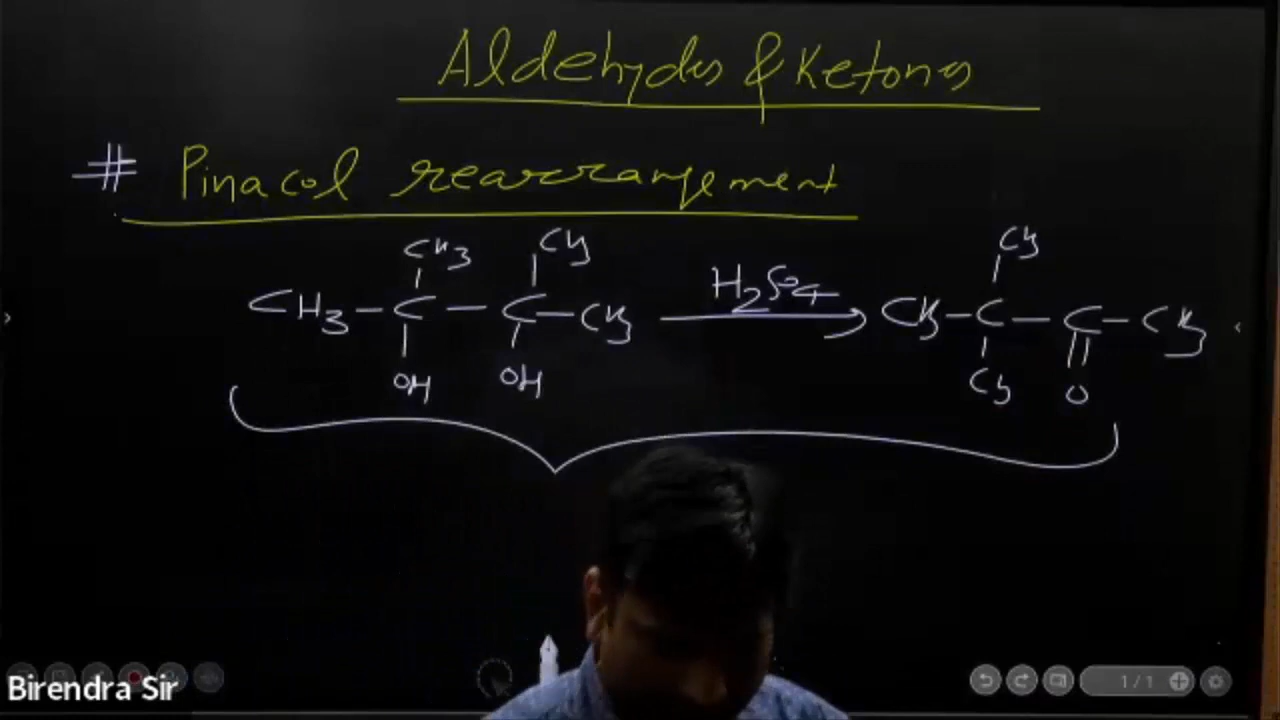 Aldehydes & Ketones
# Pinacol rearrangement
CH3 CH3 CH3
CH3-C-C-CH3 H2SO4 CH3-C-C-CH3
OH OH CH3 O
1/1
Birendra Sir